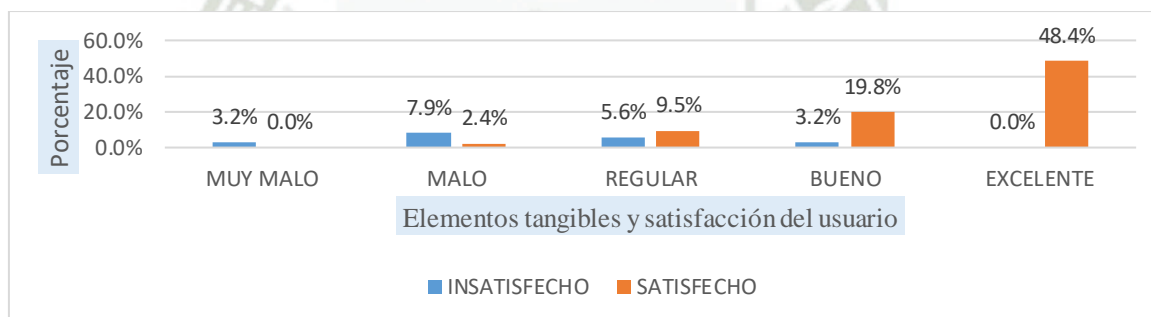 60.0%
40.0%
20.0%
0.0%
Porcentaje
3.2% 0.0%
7.9% 2.4%
5.6% 9.5%
3.2% 19.8%
0.0% 48.4%
MUY MALO MALO REGULAR BUENO EXCELENTE
Elementos tangibles y satisfacción del usuario
INSATISFECHO SATISFECHO